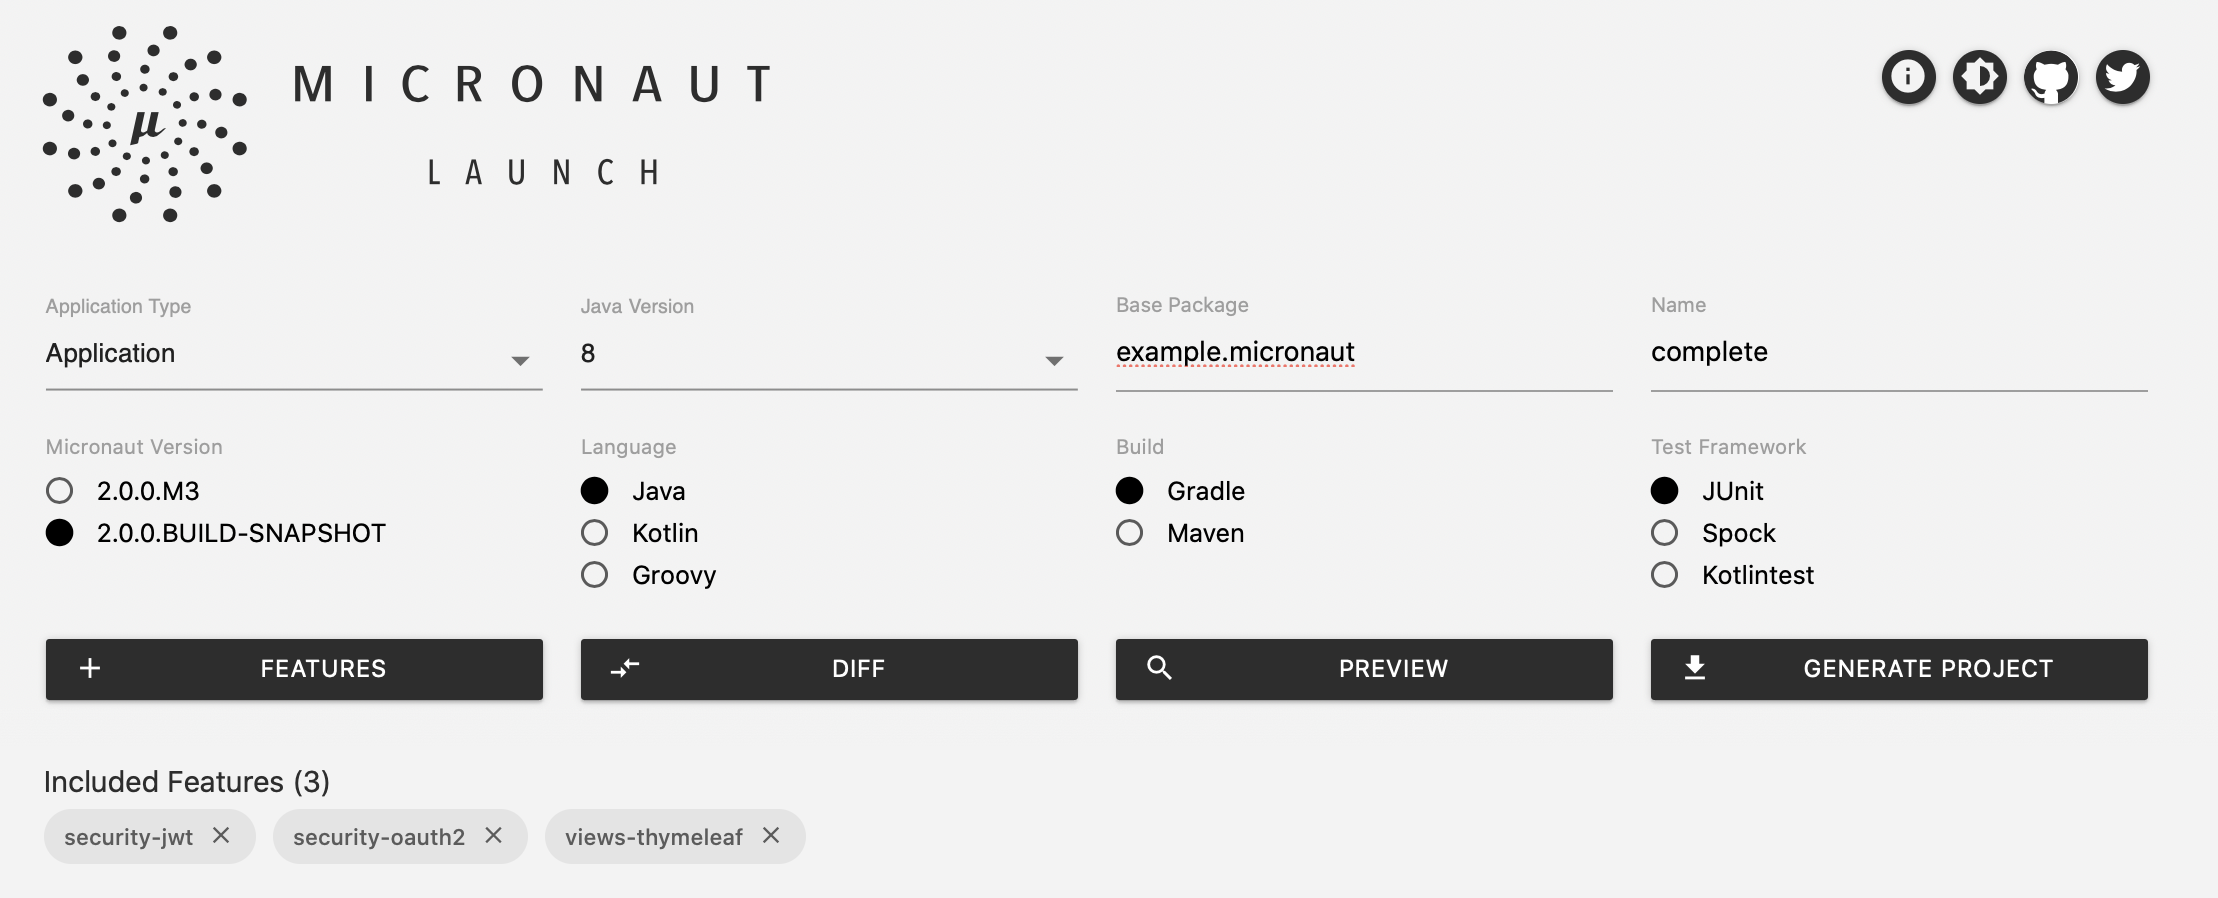 μ
MICRONAUT
LAUNCH
Application Type
Application
Java Version
8
Base Package
example.micronaut
Name
complete
Micronaut Version
2.0.0.M3
2.0.0.BUILD-SNAPSHOT
Language
Java
Kotlin
Groovy
Build
Gradle
Maven
Test Framework
JUnit
Spock
Kotlintest
FEATURES
DIFF
PREVIEW
GENERATE PROJECT
Included Features (3)
security-jwt
security-oauth2
views-thymeleaf